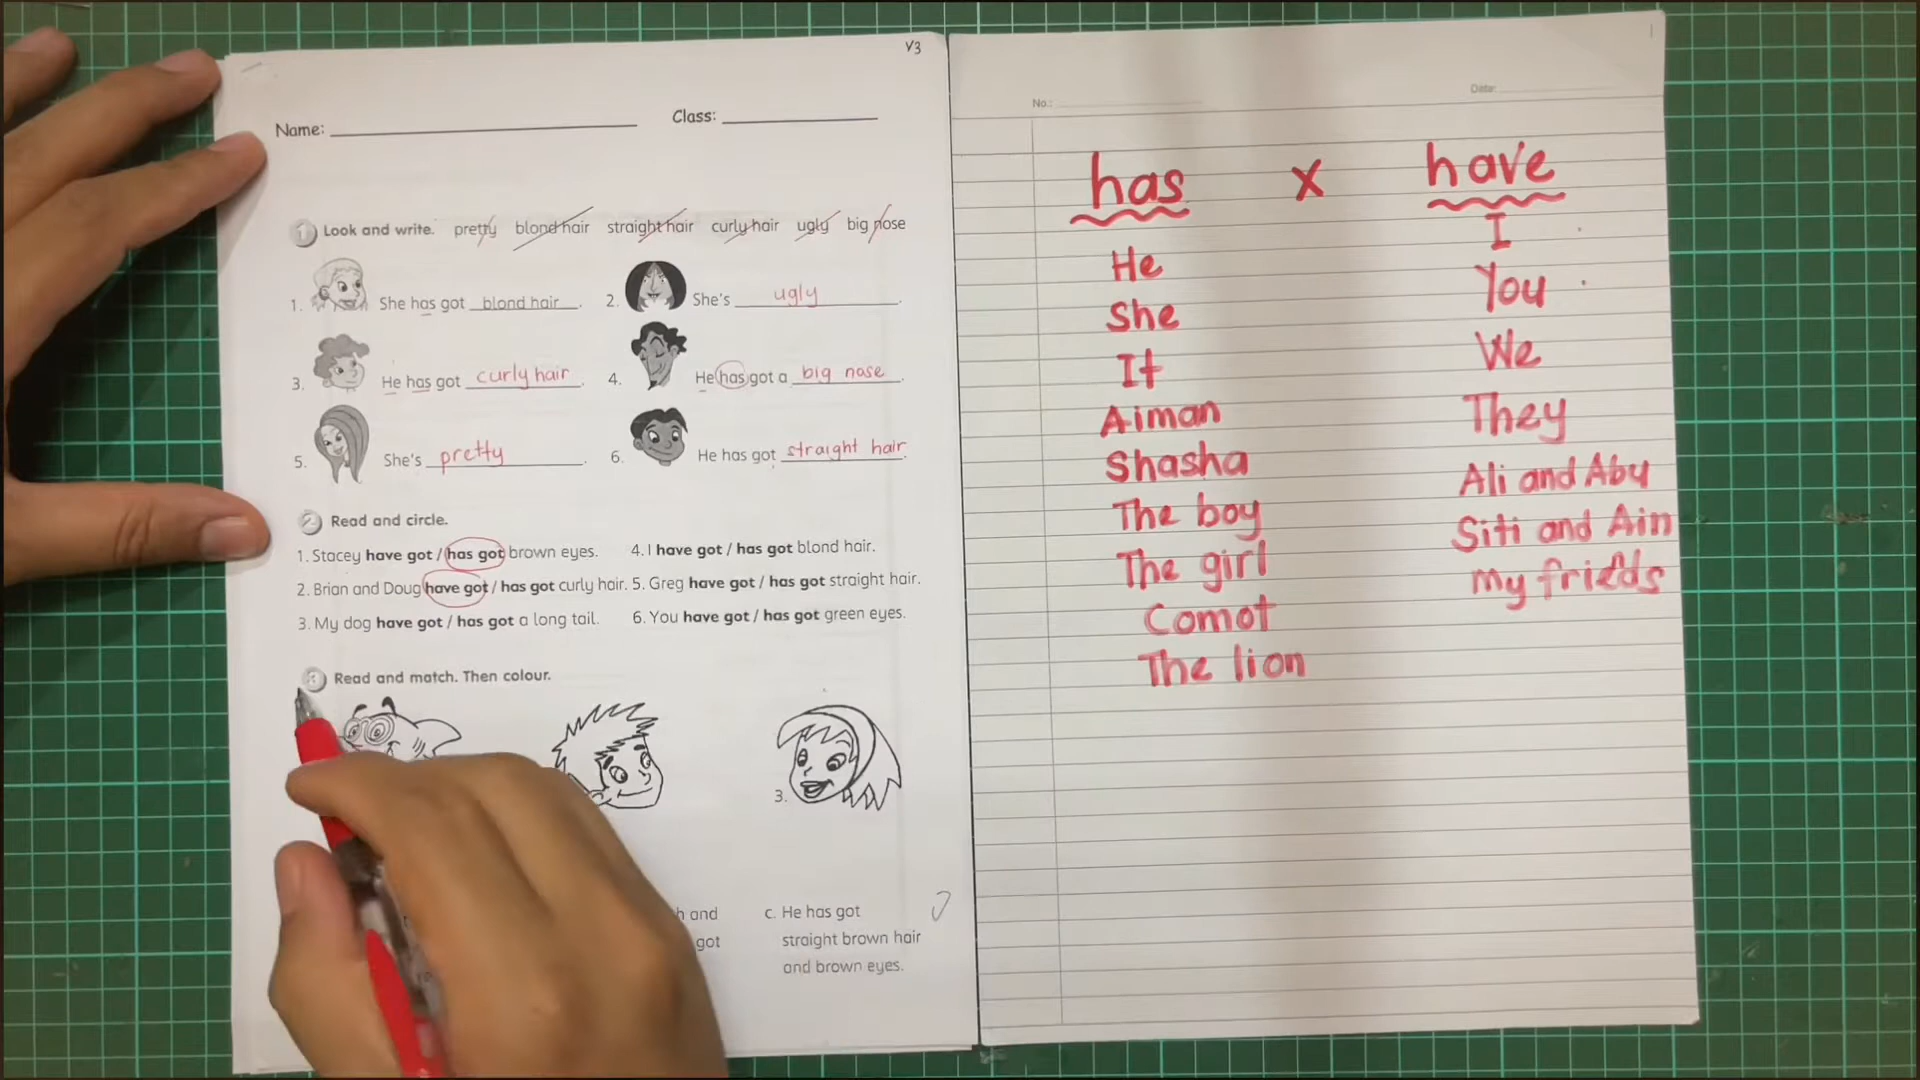 V3
Name:
Class:
1 Look and write. pretty blond hair straight hair curly hair ugly big nose
1. She has got blond hair.
2. She's ugly.
3. He has got curly hair.
4. He has got a big nose.
5. She's pretty.
6. He has got straight hair.
2 Read and circle.
1. Stacey have got / has got brown eyes.
2. Brian and Doug have got / has got curly hair.
3. My dog have got / has got a long tail.
4. I have got / has got blond hair.
5. Greg have got / has got straight hair.
6. You have got / has got green eyes.
3 Read and match. Then colour.
3.
and
got
c. He has got
straight brown hair
and brown eyes.
No.:
Date:
has x have
He
She
It
Aiman
Shasha
The boy
The girl
Comot
The lion
I
You
We
They
Ali and Abu
Siti and Ain
My frieds